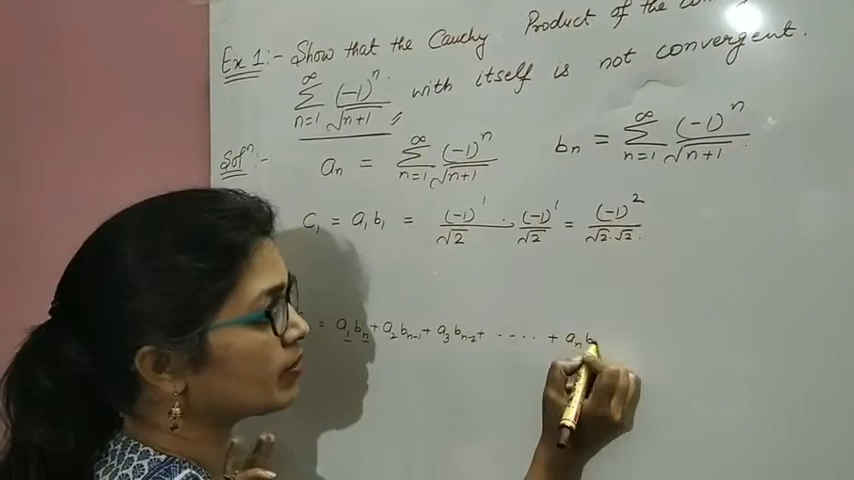 Ex 1:- Show that the Cauchy Product of the
∞ Σ n=1 (-1)^n / √(n+1) with itself is not convergent.
Sol^n :- a_n = ∞ Σ n=1 (-1)^n / √(n+1) b_n = ∞ Σ n=1 (-1)^n / √(n+1)
C_1 = a_1 b_1 = (-1)^1 / √2 · (-1)^1 / √2 = (-1)^2 / √2·√2
= a_1 b_n + a_2 b_{n-1} + a_3 b_{n-2} + ----- + a_n b